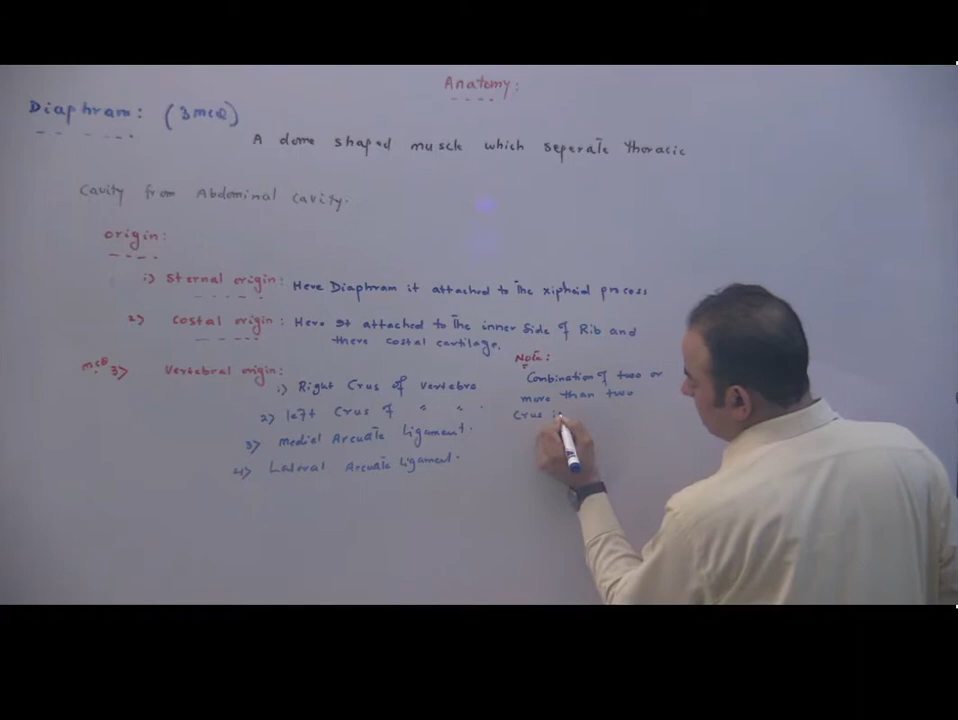 Anatomy:
Diaphram: (3mcQ)
A dome shaped muscle which seperate thoracic
Cavity from Abdominal cavity.
origin:
1) Sternal origin: Here Diaphram it attached to the xiphoid process
2) Costal origin: Here it attached to the inner side of Rib and
there costal cartilage.
mcQ 3) Vertebral origin:
1) Right Crus of vertebra
2) left Crus of " " .
3) medial Arcuate ligament.
4) Lateral Arcuate ligament.
Note:
Combination of two or
more than two
Crus i